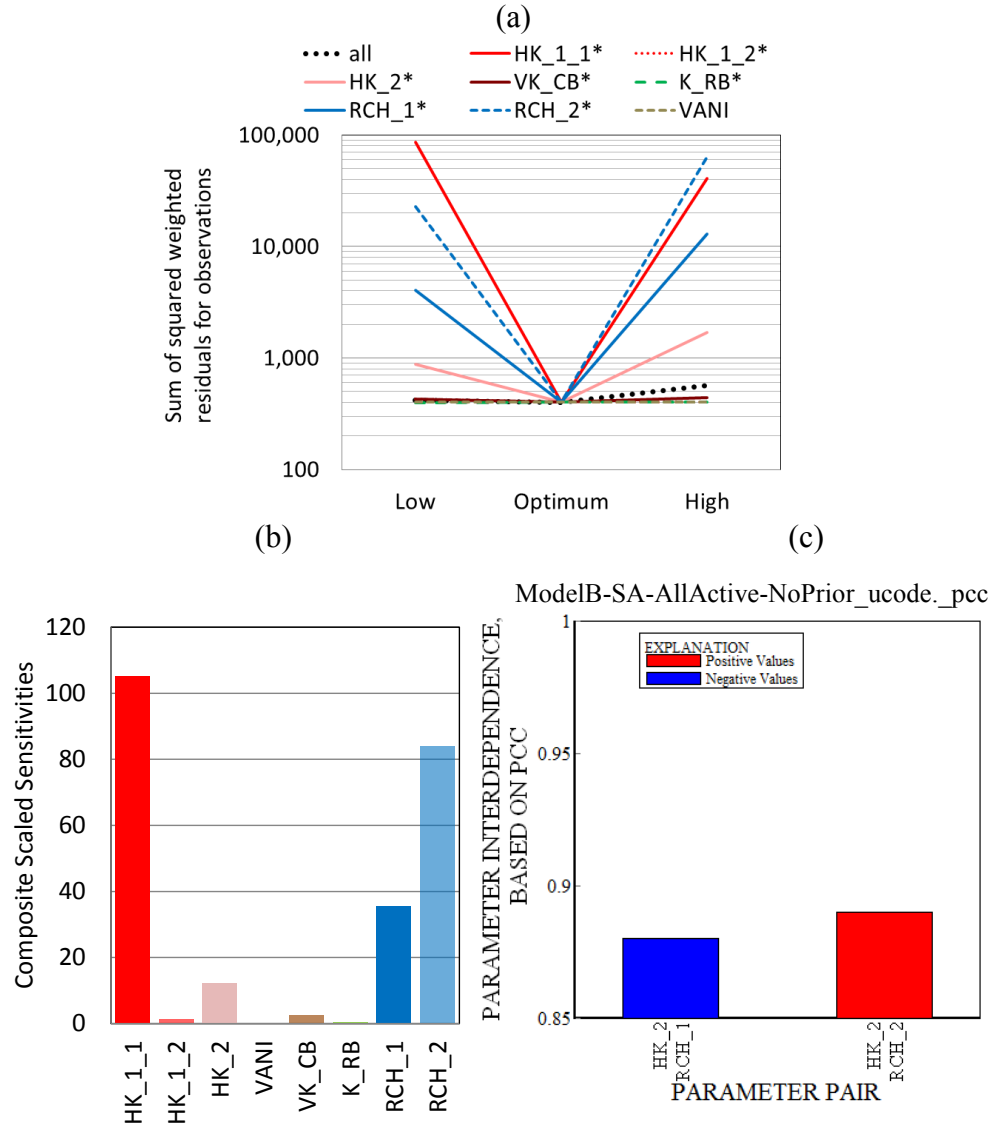 (a)
all
HK_1_1*
HK_1_2*
HK_2*
VK_CB*
K_RB*
RCH_1*
RCH_2*
VANI
Sum of squared weighted
residuals for observations
100,000
10,000
1,000
100
Low
Optimum
High
(b)
Composite Scaled Sensitivities
120
100
80
60
40
20
0
HK_1_1
HK_1_2
HK_2
VANI
VK_CB
K_RB
RCH_1
RCH_2
(c)
ModelB-SA-AllActive-NoPrior_ucode._pcc
PARAMETER INTERDEPENDENCE,
BASED ON PCC
1
0.95
0.9
0.85
EXPLANATION
Positive Values
Negative Values
HK_2
RCH_1
HK_2
RCH_2
PARAMETER PAIR